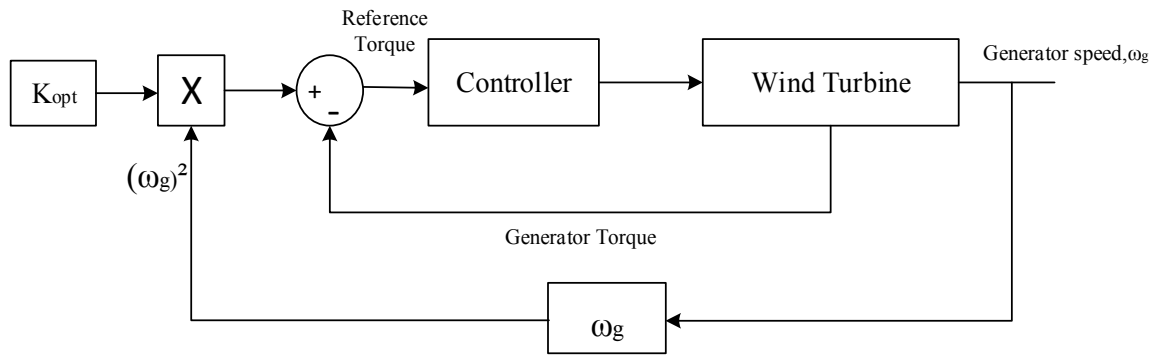 Reference
Torque
Generator speed,ωg
Kopt
X
+
-
Controller
Wind Turbine
(ωg)²
Generator Torque
ωg